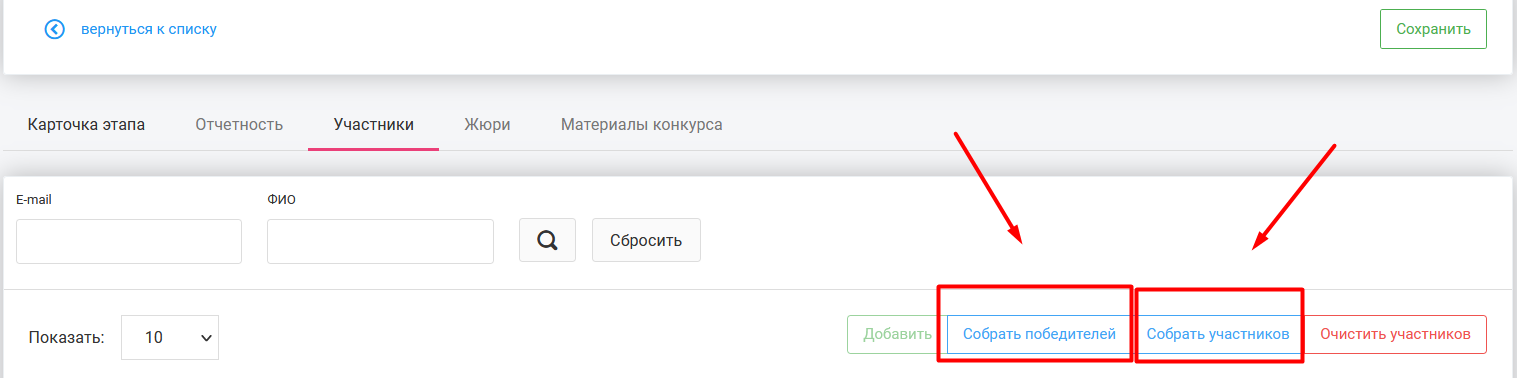 вернуться к списку
Сохранить
Карточка этапа Отчетность Участники Жюри Материалы конкурса
E-mail ФИО
Сбросить
Показать: 10 Добавить Собрать победителей Собрать участников Очистить участников